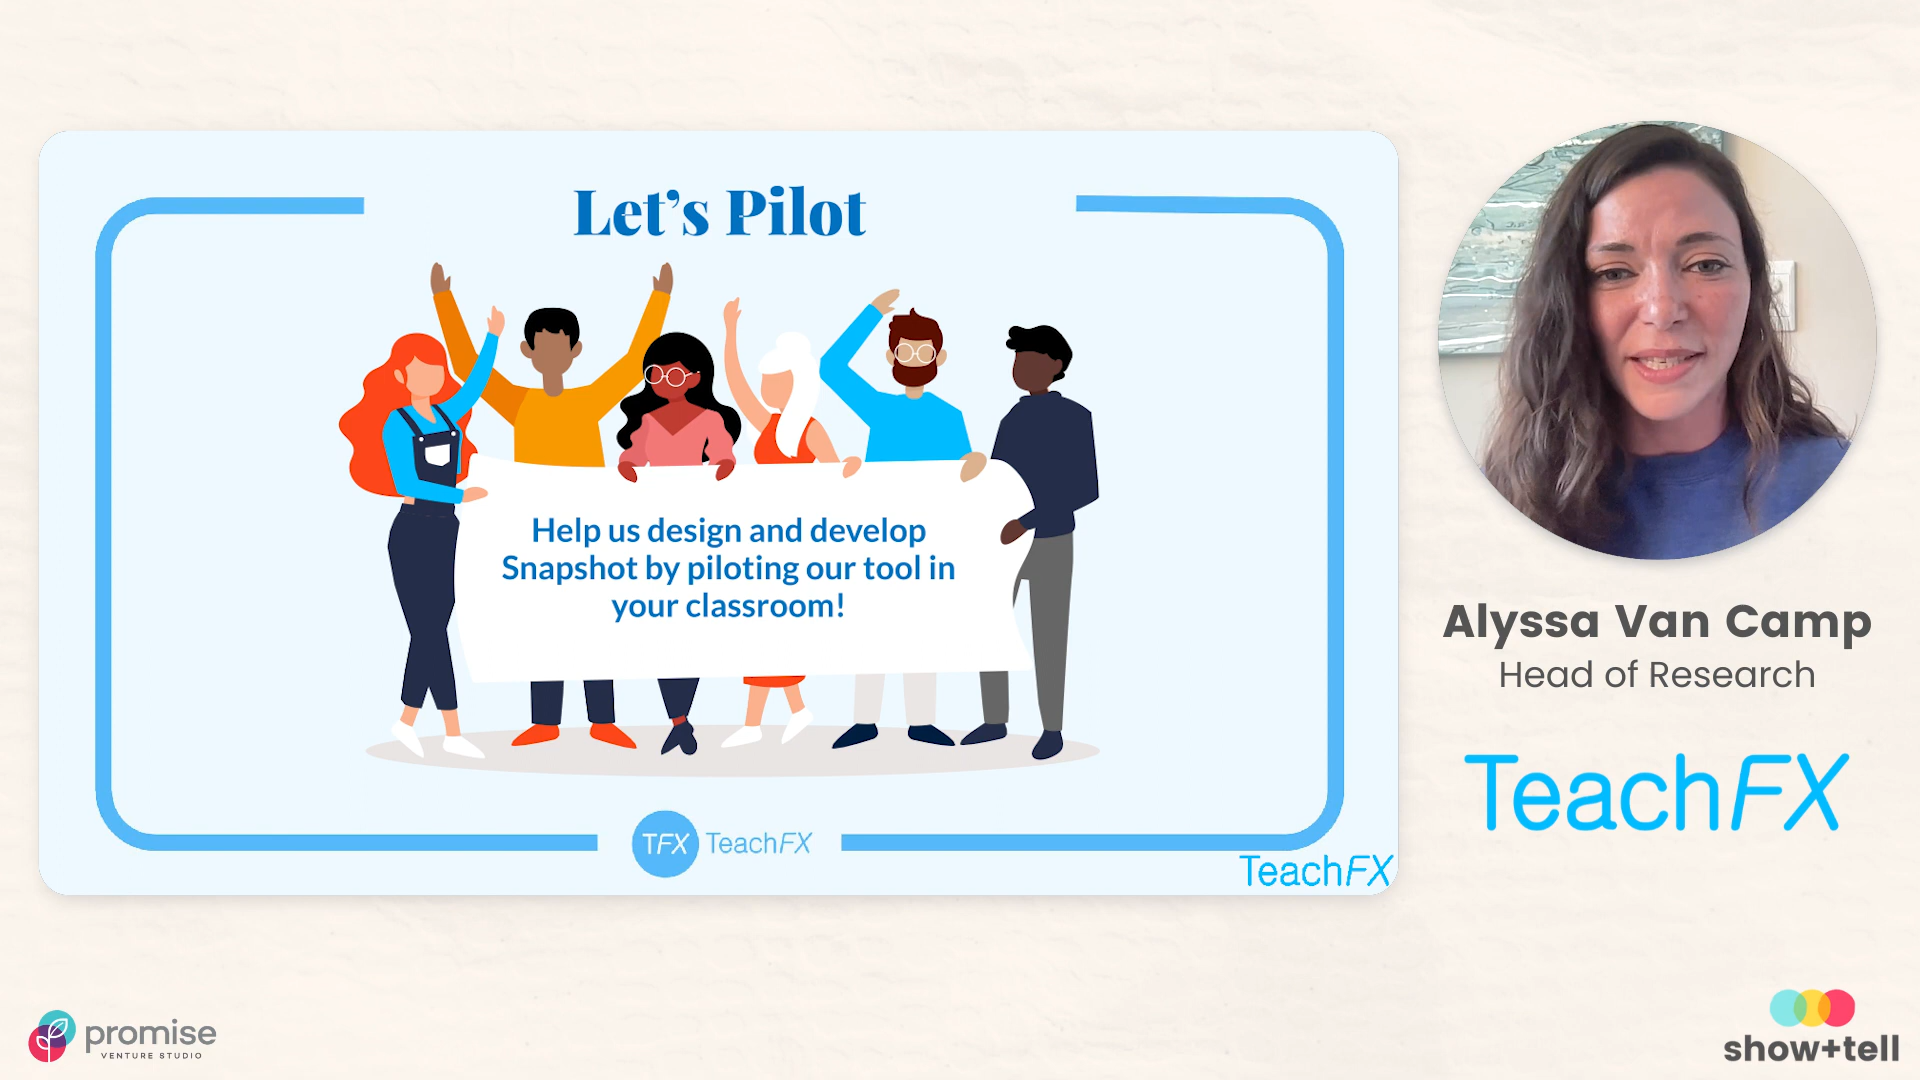 Let's Pilot
Help us design and develop
Snapshot by piloting our tool in
your classroom!
TFX TeachFX
TeachFX
Alyssa Van Camp
Head of Research
TeachFX
promise
VENTURE STUDIO
show+tell